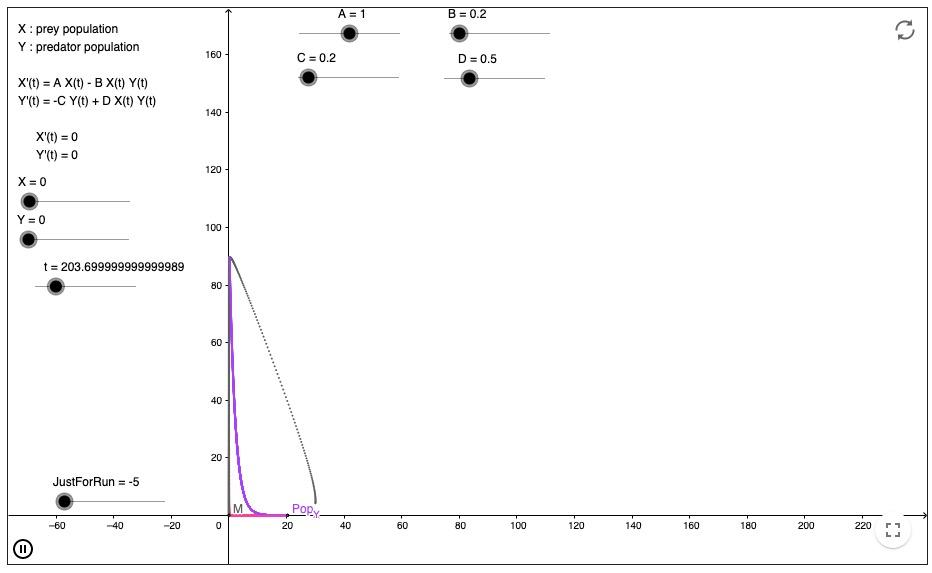 X : prey population
Y : predator population
X'(t) = A X(t) - B X(t) Y(t)
Y'(t) = -C Y(t) + D X(t) Y(t)
X'(t) = 0
Y'(t) = 0
X = 0
Y = 0
t = 203.699999999999989
JustForRun = -5
A = 1
B = 0.2
C = 0.2
D = 0.5
160
140
120
100
80
60
40
20
M
Pop
Y
−60
−40
−20
0
20
40
60
80
100
120
140
160
180
200
220